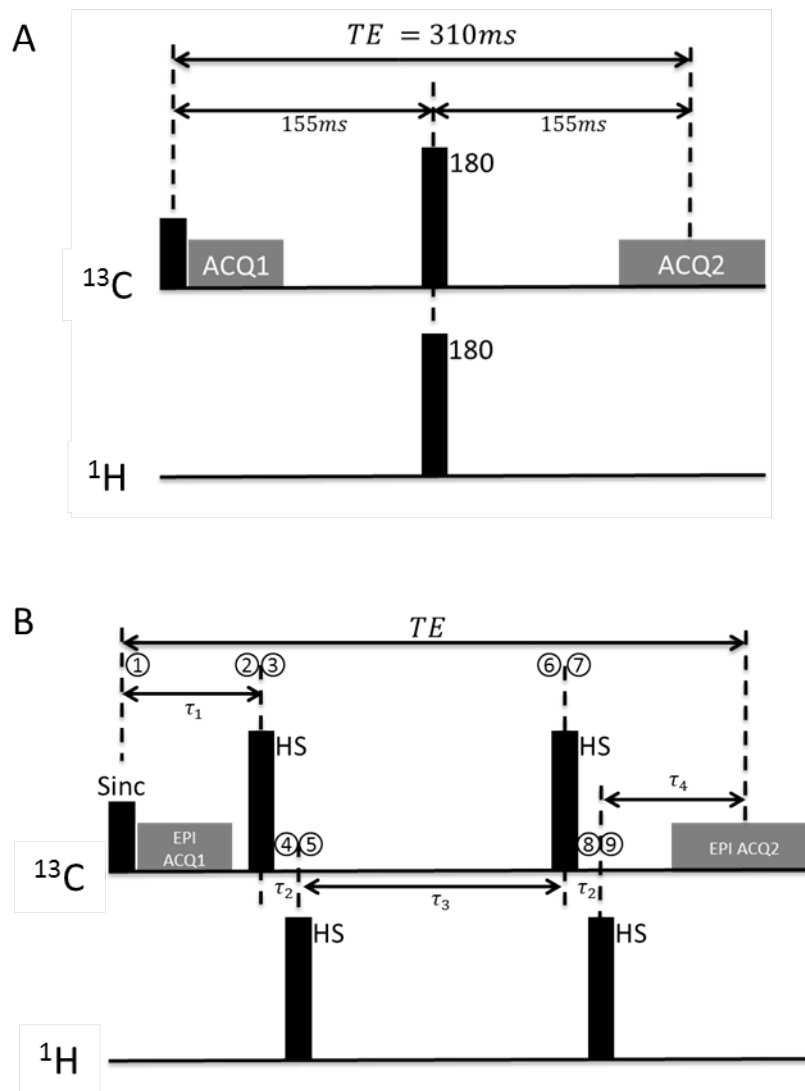 A
TE = 310ms
155ms 155ms
180
ACQ1 ACQ2
¹³C
180
¹H
B
TE
① ②③ ⑥⑦
τ₁
HS HS
Sinc τ₄
④⑤ ⑧⑨
EPI ACQ1 EPI ACQ2
¹³C
τ₂ τ₃ τ₂
HS HS
¹H